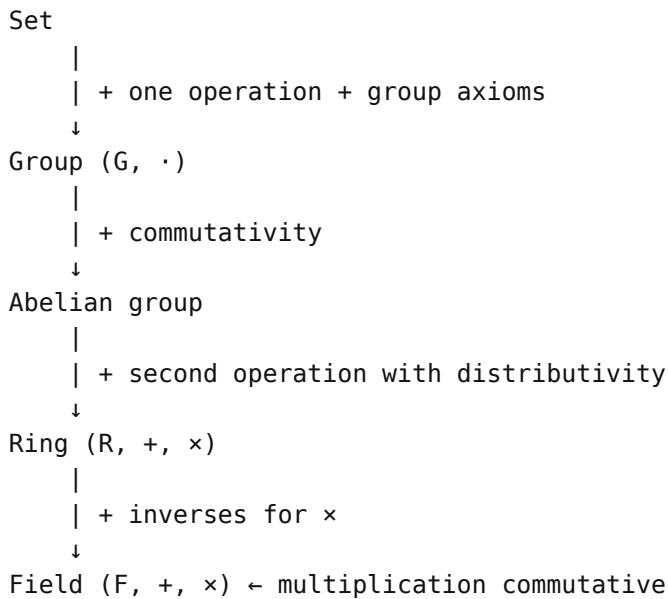 Set
|
| + one operation + group axioms
↓
Group (G, ·)
|
| + commutativity
↓
Abelian group
|
| + second operation with distributivity
↓
Ring (R, +, ×)
|
| + inverses for ×
↓
Field (F, +, ×) ← multiplication commutative